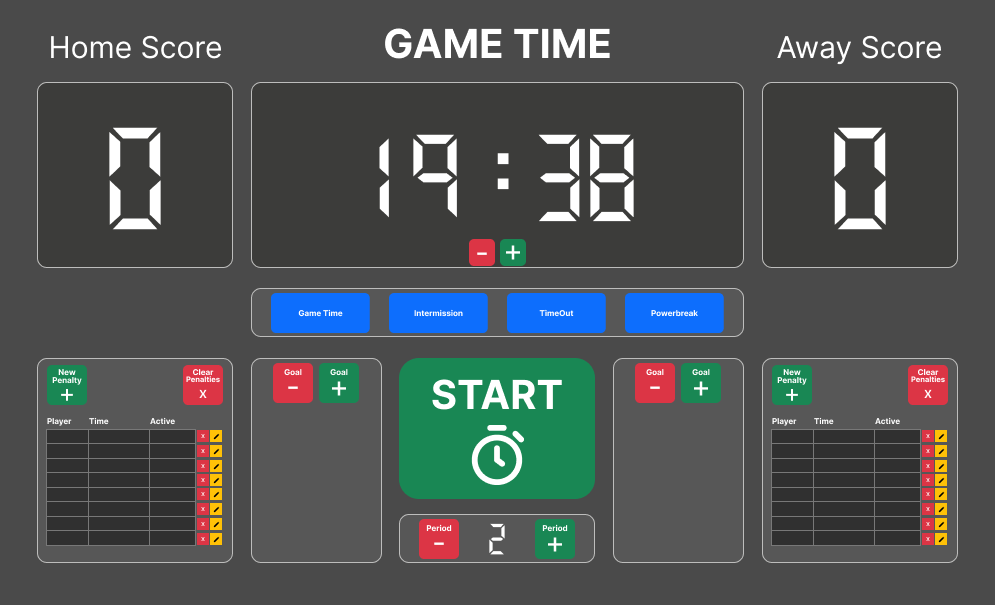 Home Score
GAME TIME
Away Score
0
19:38
0
-
+
Game Time
Intermission
TimeOut
Powerbreak
New
Penalty
+
Clear
Penalties
X
Player Time Active
x
x
x
x
x
x
x
x
Goal
-
Goal
+
START
Period
-
2
Period
+
Goal
-
Goal
+
New
Penalty
+
Clear
Penalties
X
Player Time Active
x
x
x
x
x
x
x
x